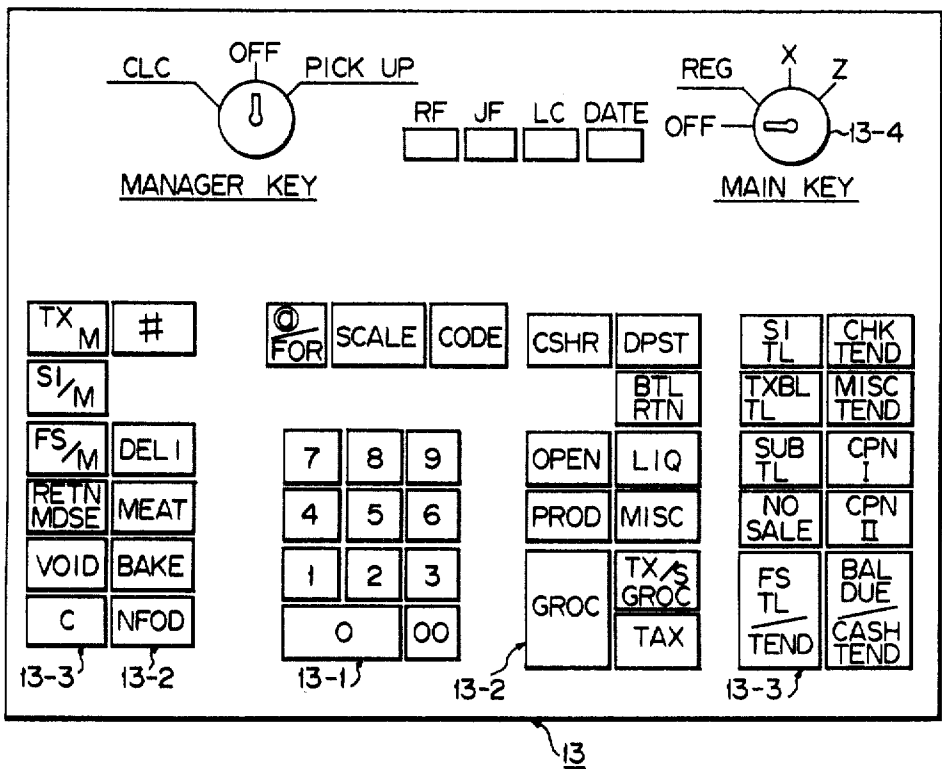 CLC
OFF
PICK UP
MANAGER KEY
RF JF LC DATE
REG
X
Z
OFF
13-4
MAIN KEY
TX M
#
SI/M
FS/M
DELI
RETN MDSE
MEAT
VOID
BAKE
C
NFOD
13-3
13-2
@/FOR
SCALE
CODE
7 8 9
4 5 6
1 2 3
0 00
13-1
CSHR
DPST
BTL RTN
OPEN
LIQ
PROD
MISC
GROC
TX/S GROC
TAX
13-2
SI TL
CHK TEND
TXBL TL
MISC TEND
SUB TL
CPN I
NO SALE
CPN II
FS TL / TEND
BAL DUE / CASH TEND
13-3
13